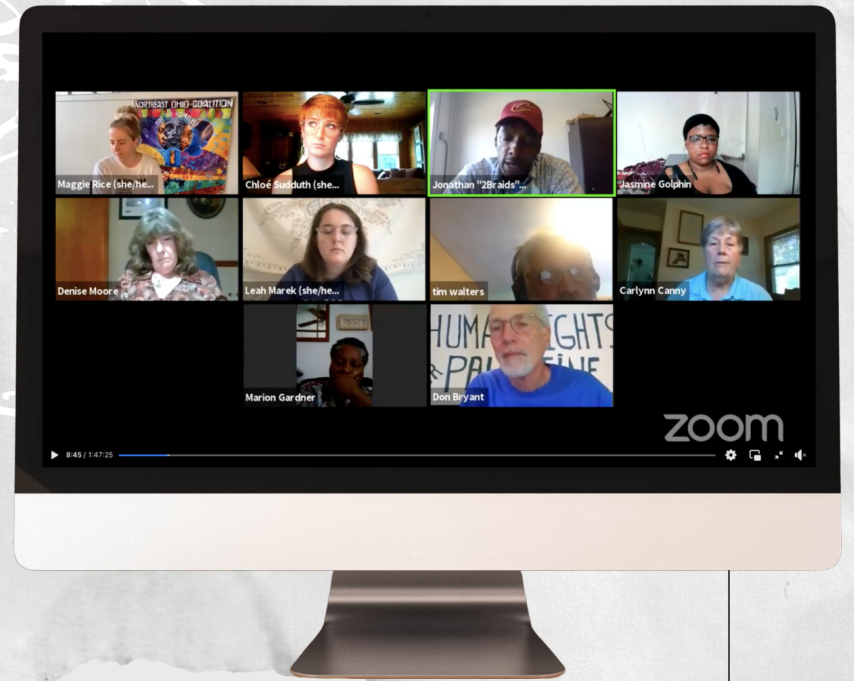 NORTHEAST OHIO COALITION
Maggie Rice (she/he...
Chloé Sudduth (she...
Jonathan "2Braids"...
Jasmine Golphin
Denise Moore
Leah Marek (she/he...
tim walters
Carlynn Canny
HUMAN RIGHTS
PALESTINE
Marion Gardner
Don Bryant
zoom
8:45 / 1:47:25